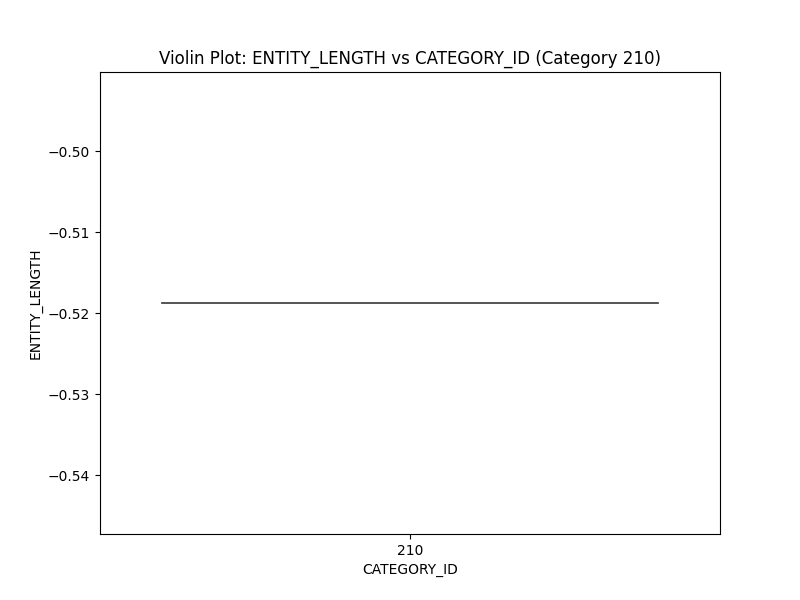 Violin Plot: ENTITY_LENGTH vs CATEGORY_ID (Category 210)
−0.50
−0.51
−0.52
−0.53
−0.54
ENTITY_LENGTH
210
CATEGORY_ID